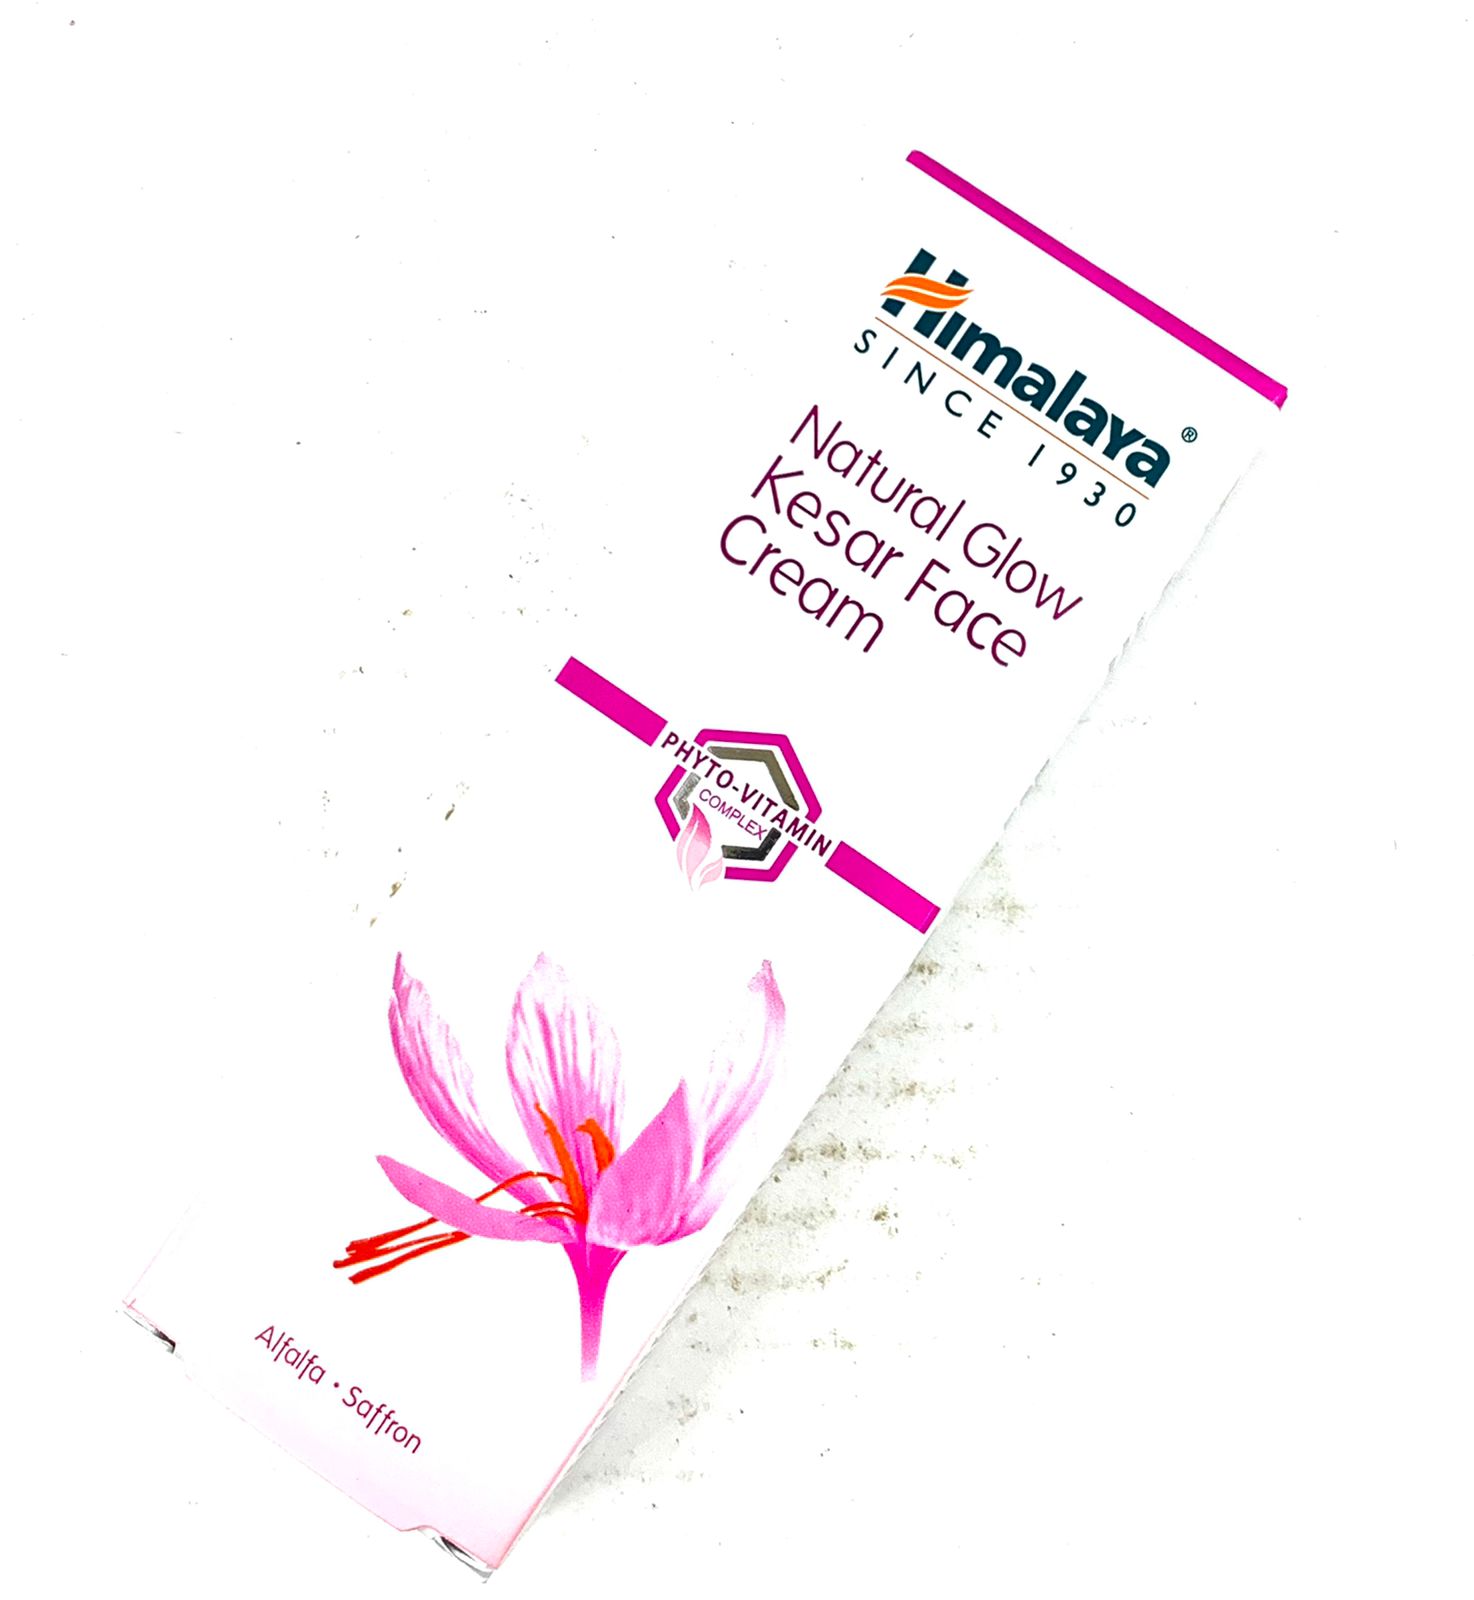 Himalaya®
SINCE 1930
Natural Glow
Kesar Face
Cream
PHYTO-VITAMIN
COMPLEX
Alfalfa • Saffron